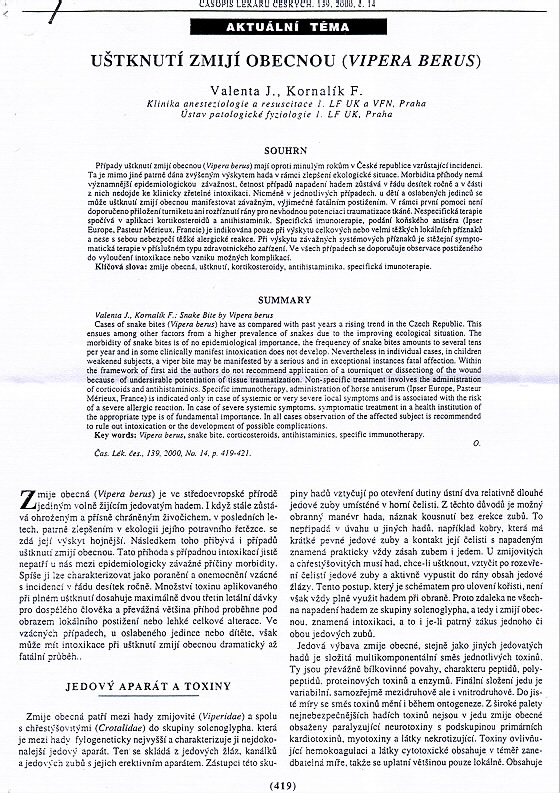 ČASOPIS LÉKAŘŮ ČESKÝCH, 139, 2000, č. 14
AKTUÁLNÍ TÉMA
UŠTKNUTÍ ZMIJÍ OBECNOU (VIPERA BERUS)
Valenta J., Kornalík F.
Klinika anesteziologie a resuscitace 1. LF UK a VFN, Praha
Ústav patologické fyziologie 1. LF UK, Praha
SOUHRN
Případy uštknutí zmijí obecnou (Vipera berus) mají oproti minulým rokům v České republice vzrůstající incidenci.
Ta je mimo jiné patrně dána zvýšeným výskytem hada v rámci zlepšení ekologické situace. Morbidita příhody nemá
významnější epidemiologickou závažnost, četnost případů napadení hadem zůstává v řádu desítek ročně a v části
z nich nedojde ke klinicky zřetelné intoxikaci. Nicméně v jednotlivých případech, u dětí a oslabených jedinců se
může uštknutí zmijí obecnou manifestovat závažným, výjimečně fatálním postižením. V rámci první pomoci není
doporučeno přiložení turniketu ani rozříznutí rány pro nevhodnou potenciaci traumatizace tkáně. Nespecifická terapie
spočívá v aplikaci kortikosteroidů a antihistaminik. Specifická imunoterapie, podání koňského antiséra (Ipser
Europe, Pasteur Mérieux, Francie) je indikována pouze při výskytu celkových nebo velmi těžkých lokálních příznaků
a nese s sebou nebezpečí těžké alergické reakce. Při výskytu závažných systémových příznaků je stěžejní sympto-
matická terapie v příslušném typu zdravotnického zařízení. Ve všech případech se doporučuje observace postiženého
do vyloučení intoxikace nebo vzniku možných komplikací.
Klíčová slova: zmije obecná, uštknutí, kortikosteroidy, antihistaminika, specifická imunoterapie.
SUMMARY
Valenta J., Kornalík F.: Snake Bite by Vipera berus
Cases of snake bites (Vipera berus) have as compared with past years a rising trend in the Czech Republic. This
ensues among other factors from a higher prevalence of snakes due to the improving ecological situation. The
morbidity of snake bites is of no epidemiological importance, the frequency of snake bites amounts to several tens
per year and in some clinically manifest intoxication does not develop. Nevertheless in individual cases, in children
weakened subjects, a viper bite may be manifested by a serious and in exceptional instances fatal affection. Within
the framework of first aid the authors do not recommend application of a tourniquet or dissectiong of the wound
because of undersirable potentiation of tissue traumatization. Non-specific treatment involves the administration
of corticoids and antihistaminics. Specific immunotherapy, administration of horse antiserum (Ipser Europe, Pasteur
Mérieux, France) is indicated only in case of systemic or very severe local symptoms and is associated with the risk
of a severe allergic reaction. In case of severe systemic symptoms, symptomatic treatment in a health institution of
the appropriate type is of fundamental importance. In all cases observation of the affected subject is recommended
to rule out intoxication or the development of possible complications.
Key words: Vipera berus, snake bite, corticosteroids, antihistaminics, specific immunotherapy.
O.
Čas. Lék. čes., 139, 2000, No. 14, p. 419-421.
Zmije obecná (Vipera berus) je ve středoevropské přírodě
jediným volně žijícím jedovatým hadem. I když stále zůstá-
vá ohroženým a přísně chráněným živočichem, v posledních le-
tech, patrně zlepšením v ekologii jejího potravního řetězce, se
zdá její výskyt hojnější. Následkem toho přibývá i případů
uštknutí zmijí obecnou. Tato příhoda s případnou intoxikací jistě
nepatří u nás mezi epidemiologicky závažné příčiny morbidity.
Spíše ji lze charakterizovat jako poranění a onemocnění vzácné
s incidencí v řádu desítek ročně. Množství toxinu aplikovaného
při plném uštknutí dosahuje maximálně dvou třetin letální dávky
pro dospělého člověka a převážná většina příhod proběhne pod
obrazem lokálního postižení nebo lehké celkové alterace. Ve
vzácných případech, u oslabeného jedince nebo dítěte, však
může mít intoxikace při uštknutí zmijí obecnou dramatický až
fatální průběh..
JEDOVÝ APARÁT A TOXINY
Zmije obecná patří mezi hady zmijovité (Viperidae) a spolu
s chřestýšovitými (Crotalidae) do skupiny solenoglypha, která
je mezi hady fylogeneticky nejvyšší a charakterizuje ji nejdoko-
nalejší jedový aparát. Ten se skládá z jedových žláz, kanálků
a jedových zubů s jejich erektivním aparátem. Zástupci této sku-
piny hadů vztyčují po otevření dutiny ústní dva relativně dlouhé
jedové zuby umístěné v horní čelisti. Z těchto důvodů je možný
obranný manévr hada, náznak kousnutí bez erekce zubů. To
nepřipadá v úvahu u jiných hadů, například kobry, která má
krátké pevné jedové zuby a kontakt její čelisti s napadeným
znamená prakticky vždy zásah zubem i jedem. U zmijovitých
a chřestýšovitých musí had, chce-li uštknout, vztyčit po rozevře-
ní čelistí jedové zuby a aktivně vypustit do rány obsah jedové
žlázy. Tento postup, který je schématem pro ulovení kořisti, není
však vždy plně využit hadem při obraně. Proto zdaleka ne všech-
na napadení hadem ze skupiny solenoglypha, a tedy i zmijí obec-
nou, znamená intoxikaci, a to i je-li patrný zákus jednoho či
obou jedových zubů.
Jedová výbava zmije obecné, stejně jako jiných jedovatých
hadů je složitá multikomponentální směs jednotlivých toxinů.
Ty jsou převážně bílkovinné povahy, charakteru peptidů, poly-
peptidů, proteinových toxinů a enzymů. Finální složení jedu je
variabilní, samozřejmě mezidruhově ale i vnitrodruhově. Do jis-
té míry se směs toxinů mění i během ontogeneze. Z široké palety
nejnebezpečnějších hadích toxinů nejsou v jedu zmije obecné
obsaženy paralyzující neurotoxiny s podskupinou primárních
kardiotoxinů, myotoxiny a látky nekrotizující. Toxiny ovlivňu-
jící hemokoagulaci a látky cytotoxické obsahuje v téměř zane-
dbatelná míře, takže se uplatní většinou pouze lokálně. Obsahuje
(419)